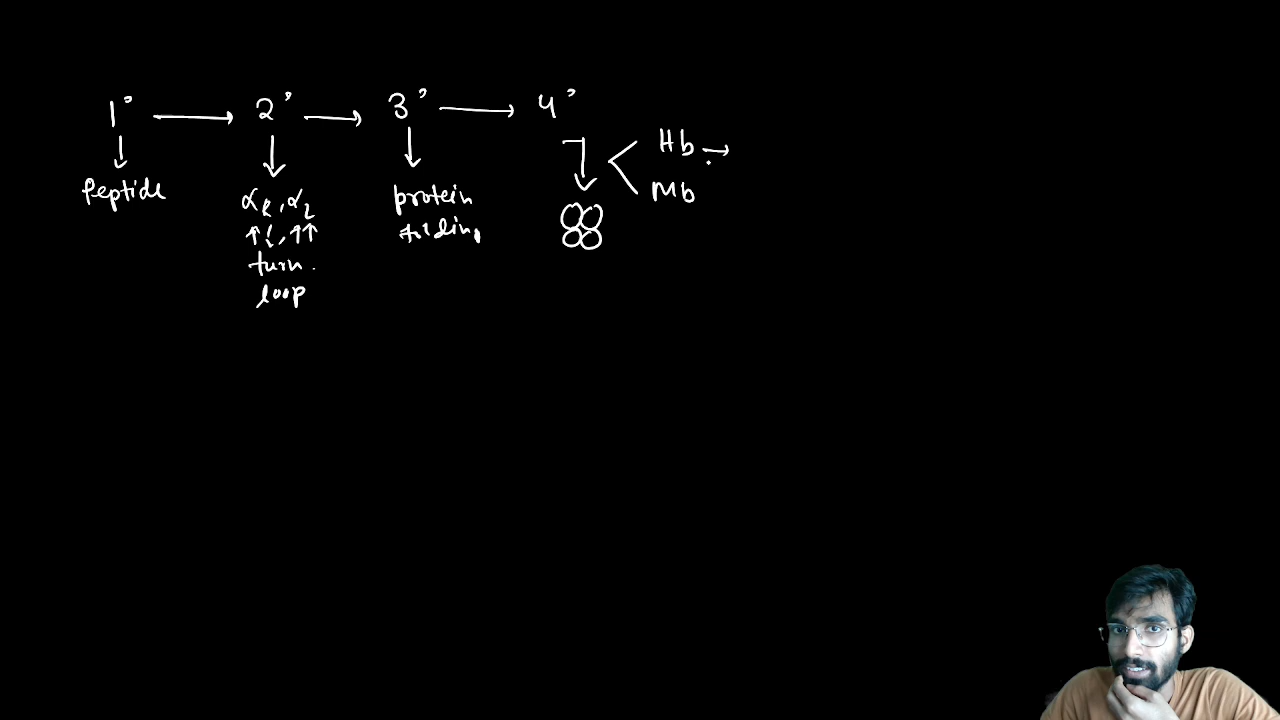 1° → 2° → 3° → 4°
↓ ↓ ↓ ↓
Peptide
αR, αL
↑↓, ↑↑
turn.
loop
protein
folding
Hb →
Mb